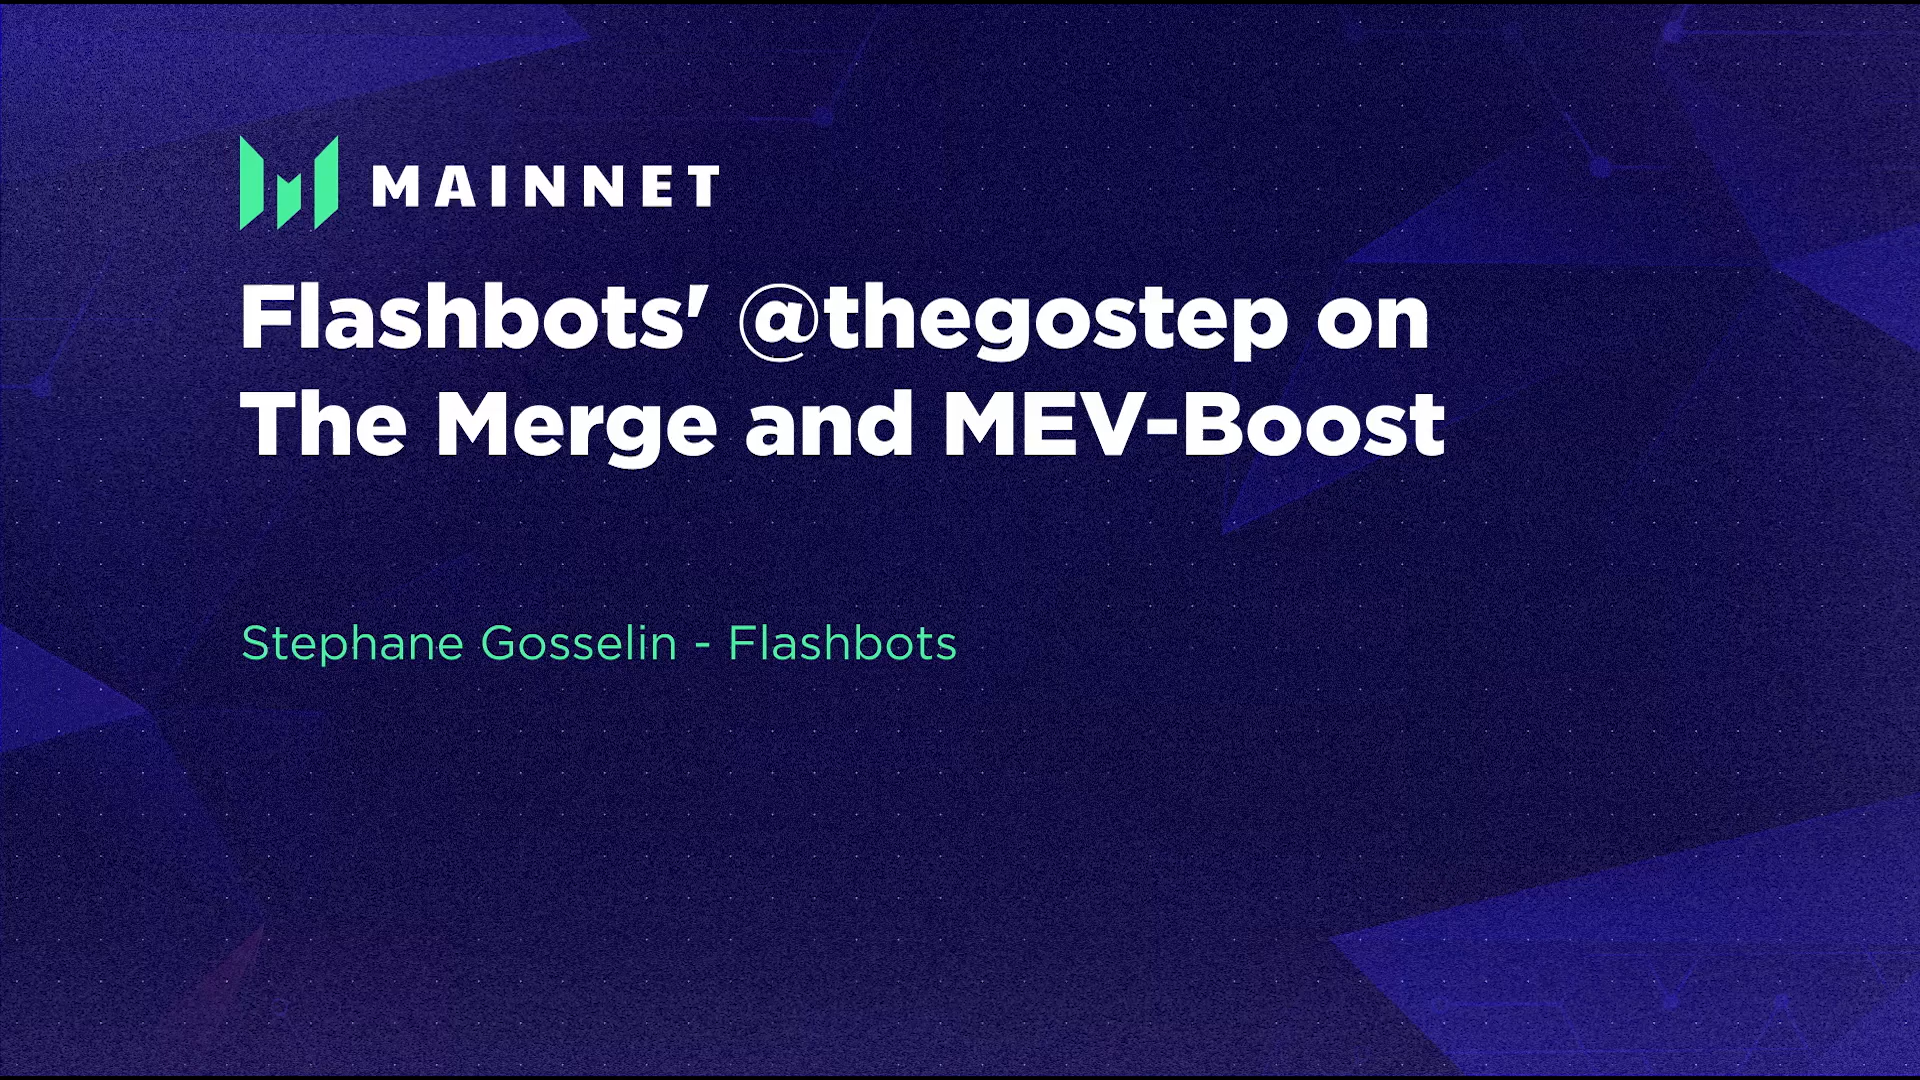 MAINNET
Flashbots' @thegostep on
The Merge and MEV-Boost
Stephane Gosselin - Flashbots